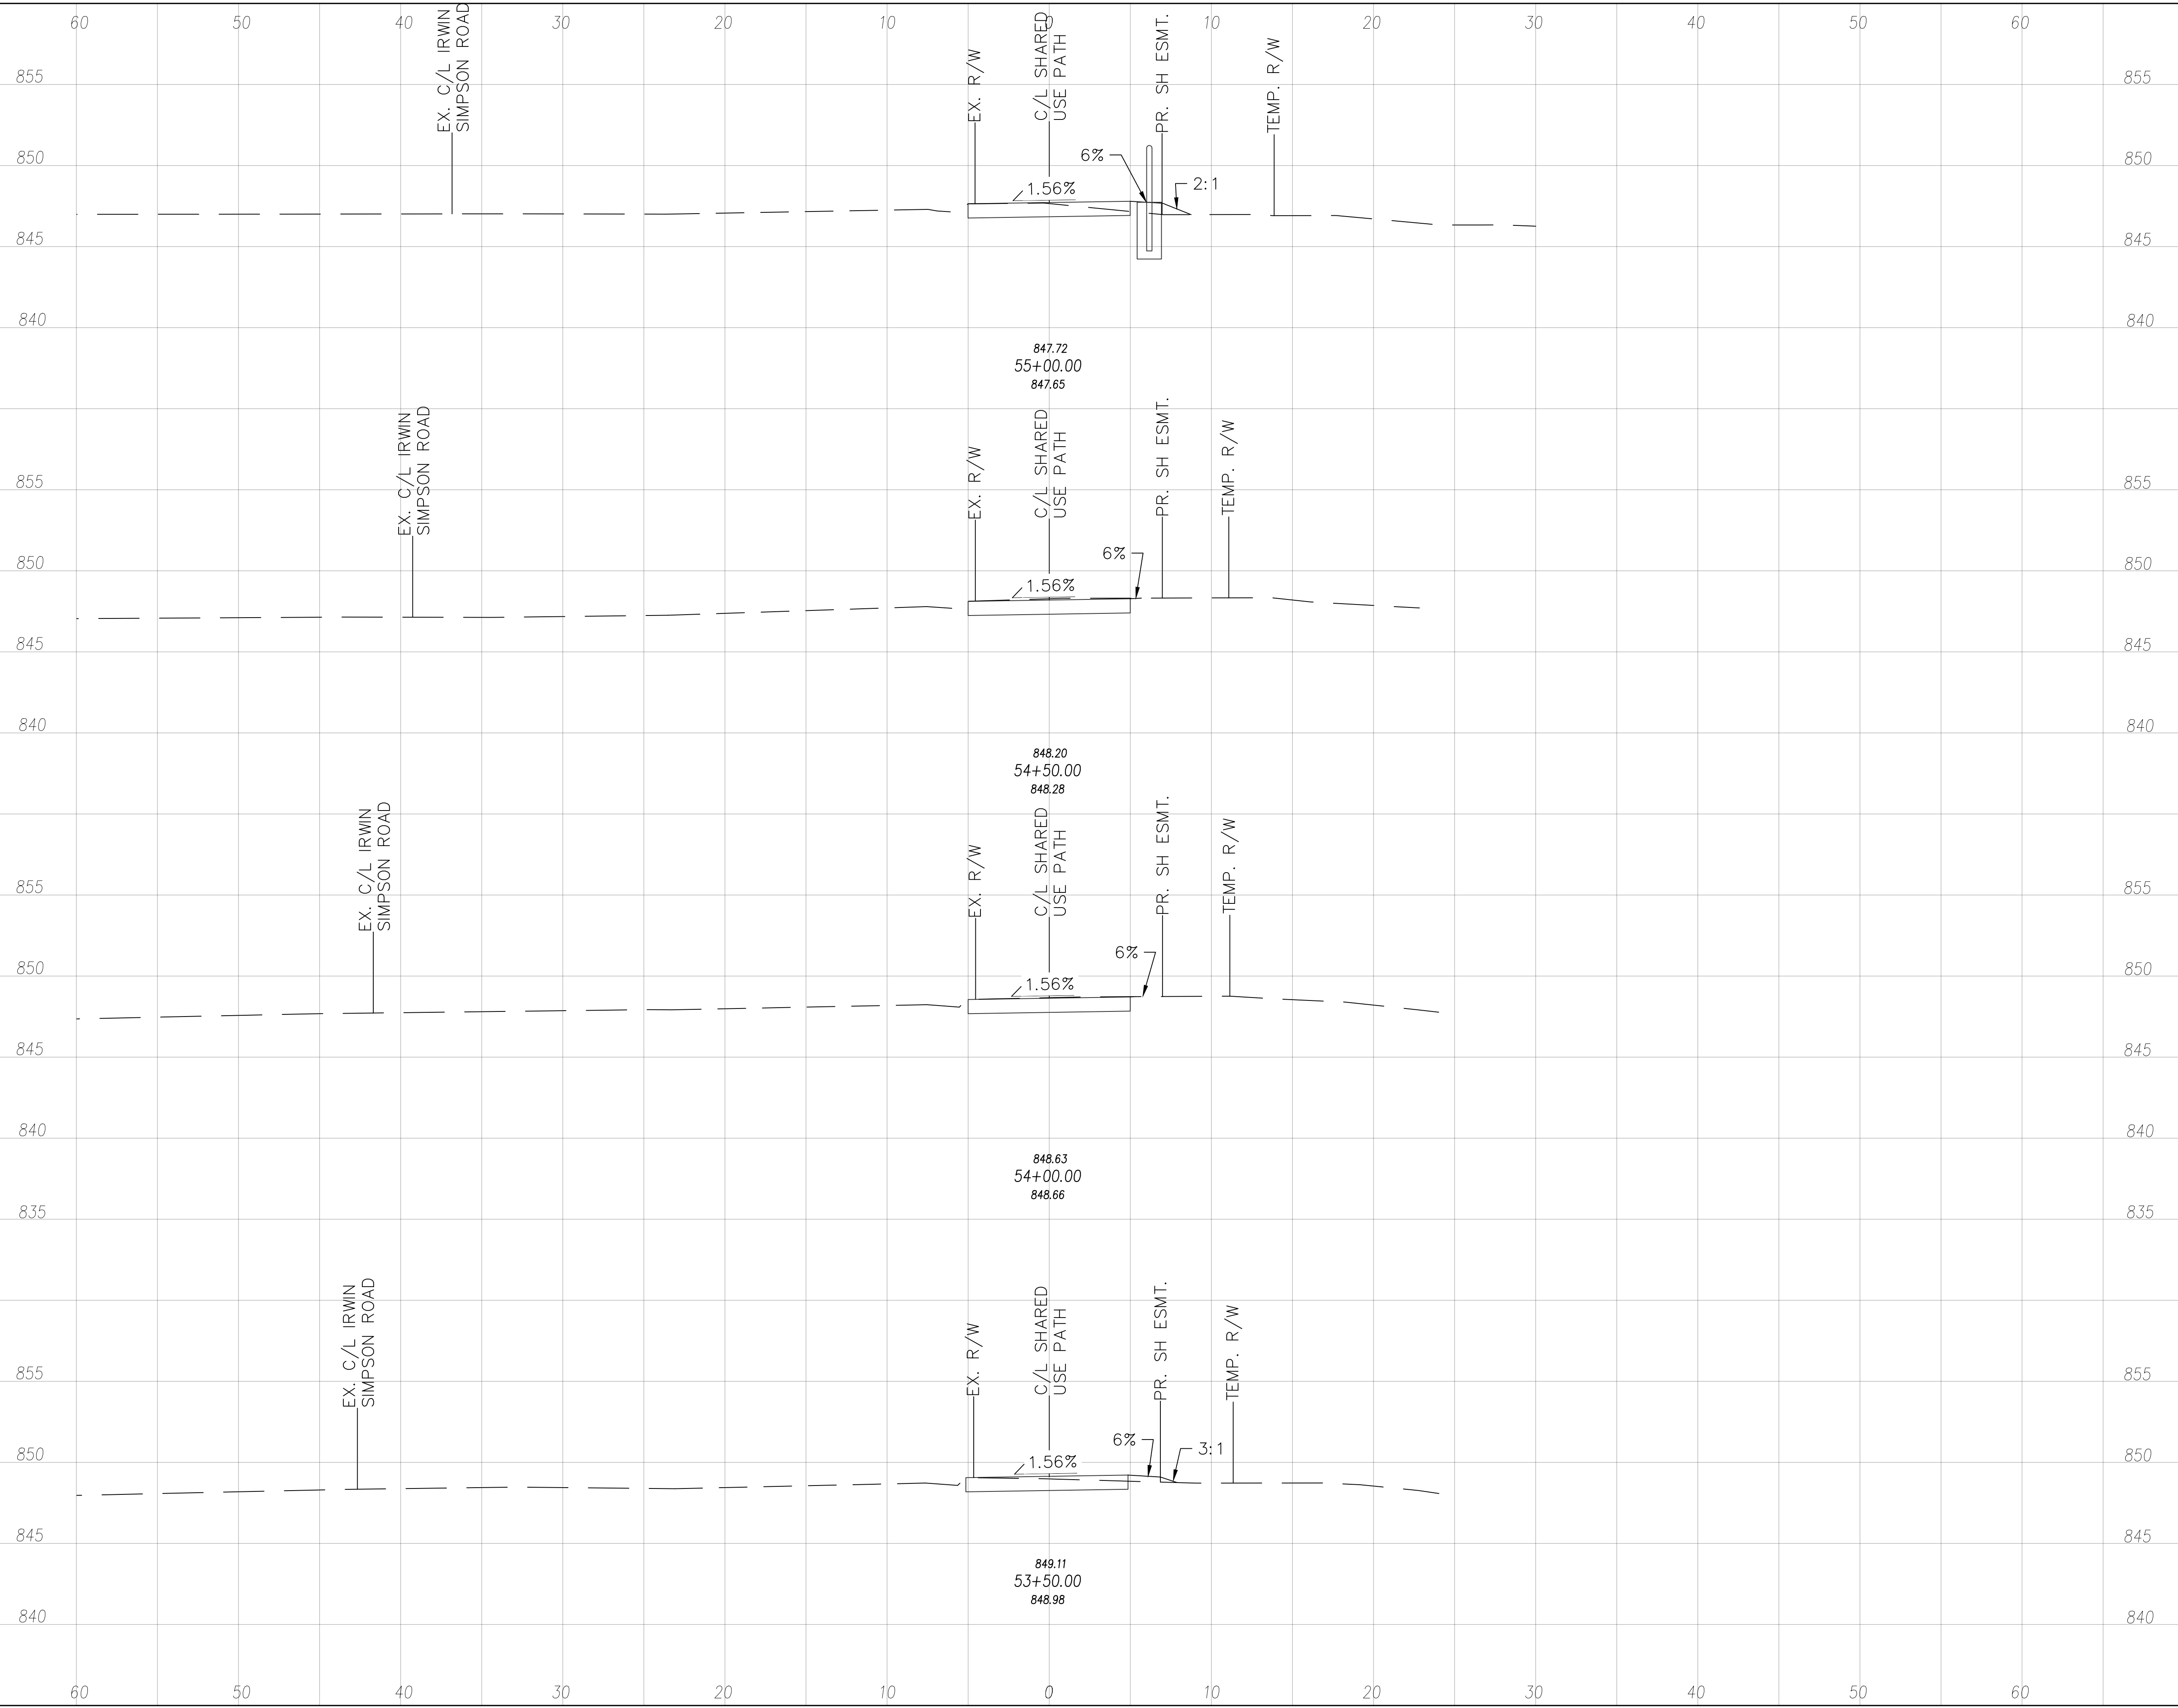 60 50 40 30 20 10 0 10 20 30 40 50 60
EX. C/L IRWIN
SIMPSON ROAD
EX. R/W
C/L SHARED
USE PATH
PR. SH ESMT.
TEMP. R/W
855 855
850 850
6%
1.56%
2:1
845 845
840 840
847.72
55+00.00
847.65
EX. C/L IRWIN
SIMPSON ROAD
EX. R/W
C/L SHARED
USE PATH
PR. SH ESMT.
TEMP. R/W
855 855
850 850
6%
1.56%
845 845
840 840
848.20
54+50.00
848.28
EX. C/L IRWIN
SIMPSON ROAD
EX. R/W
C/L SHARED
USE PATH
PR. SH ESMT.
TEMP. R/W
855 855
850 850
6%
1.56%
845 845
840 840
848.63
54+00.00
848.66
835 835
EX. C/L IRWIN
SIMPSON ROAD
EX. R/W
C/L SHARED
USE PATH
PR. SH ESMT.
TEMP. R/W
855 855
850 850
6%
3:1
1.56%
845 845
849.11
53+50.00
848.98
840 840
60 50 40 30 20 10 0 10 20 30 40 50 60